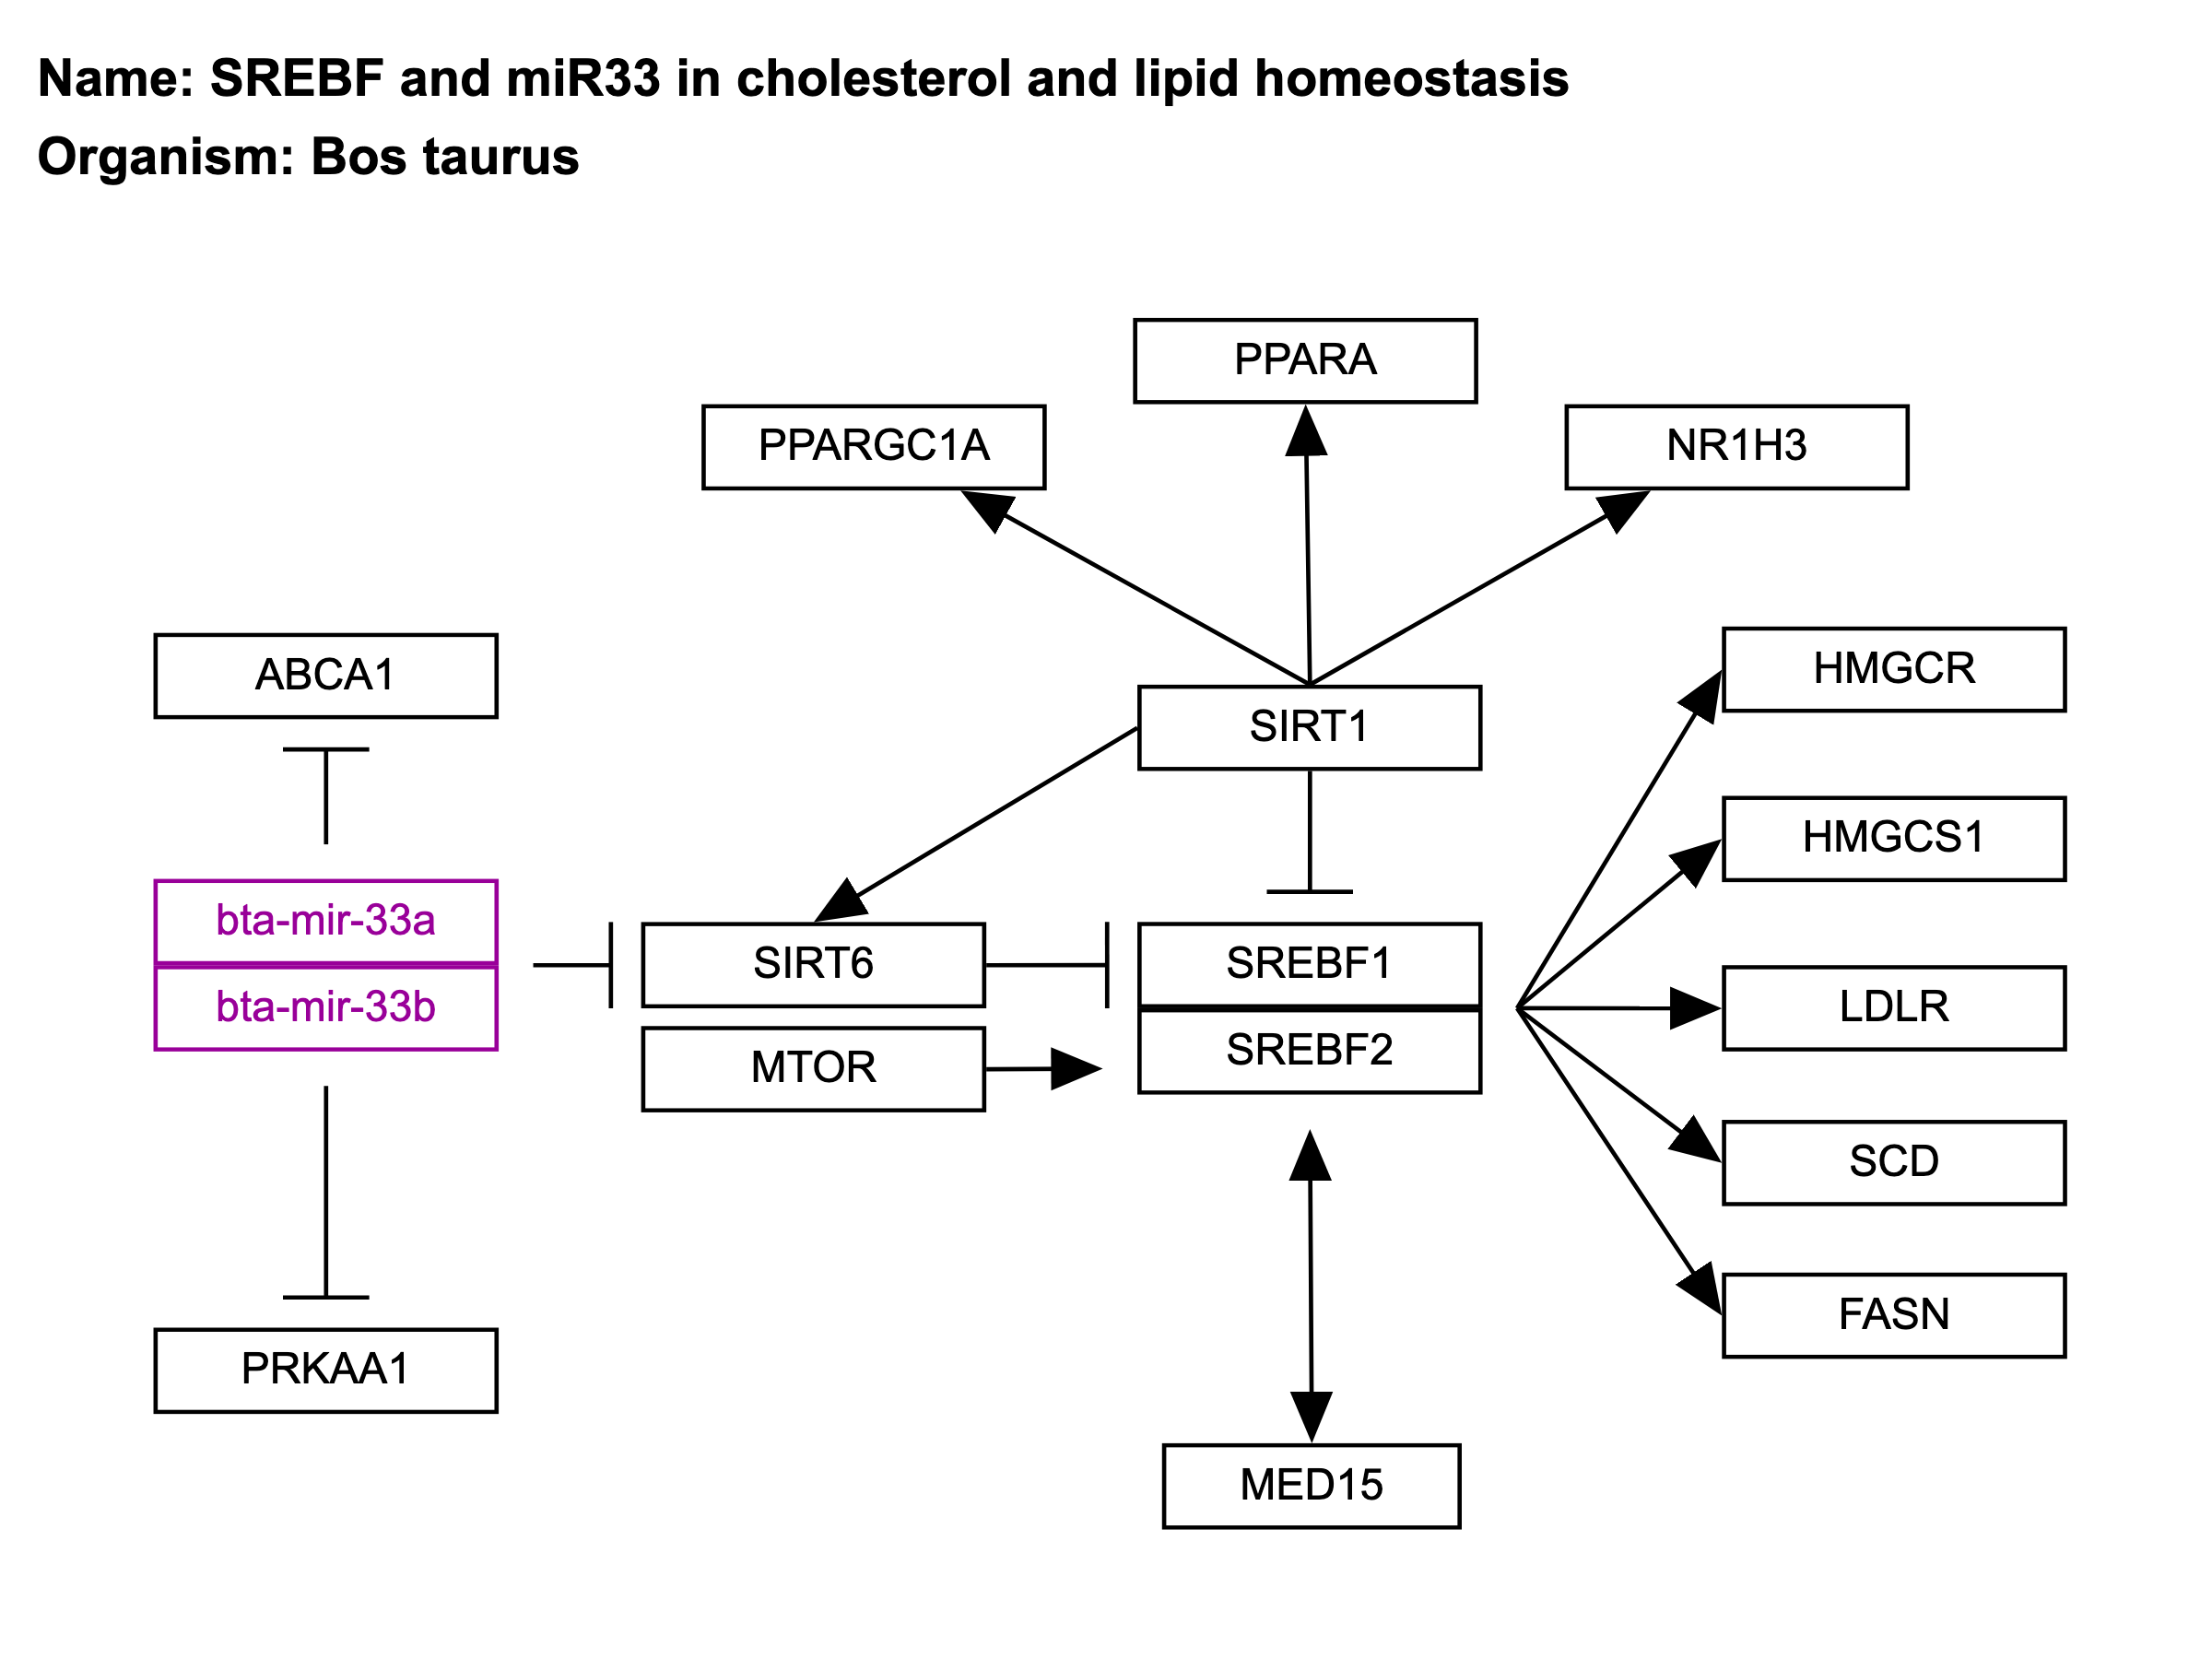 Name: SREBF and miR33 in cholesterol and lipid homeostasis
Organism: Bos taurus
PPARA
PPARGC1A
NR1H3
ABCA1
HMGCR
SIRT1
HMGCS1
bta-mir-33a
bta-mir-33b
SIRT6
SREBF1
LDLR
MTOR
SREBF2
SCD
FASN
PRKAA1
MED15